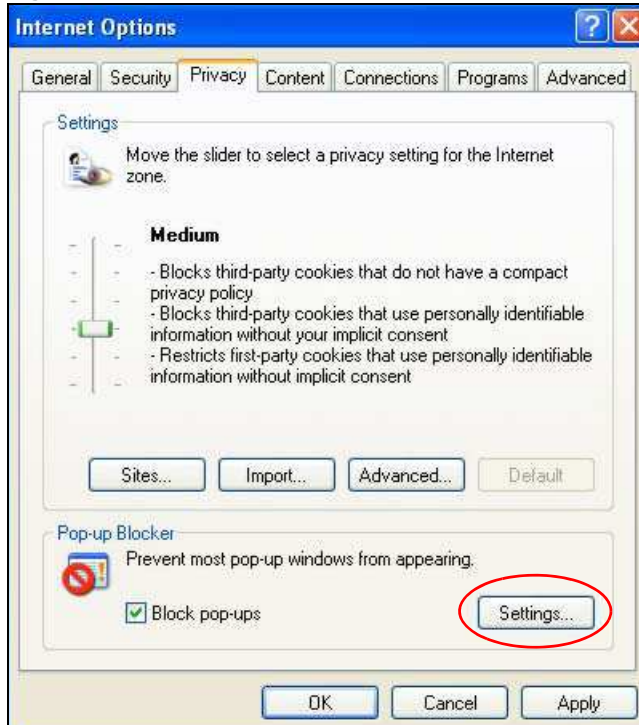 Internet Options
General Security Privacy Content Connections Programs Advanced
Settings
Move the slider to select a privacy setting for the Internet
zone.
Medium
- Blocks third-party cookies that do not have a compact
privacy policy
- Blocks third-party cookies that use personally identifiable
information without your implicit consent
- Restricts first-party cookies that use personally identifiable
information without implicit consent
Sites... Import... Advanced... Default
Pop-up Blocker
Prevent most pop-up windows from appearing.
Block pop-ups Settings...
OK Cancel Apply